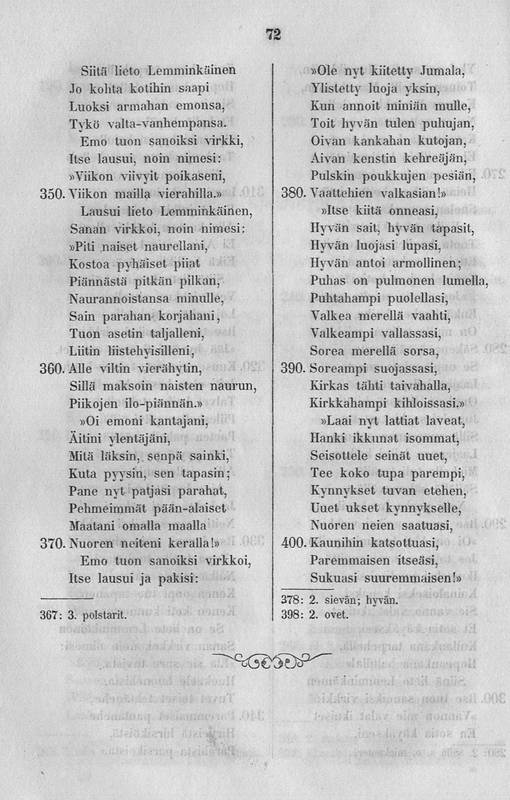 72
Siitä lieto Lemminkäinen
Jo kohta kotihin saapi
Luoksi armahan emonsa,
Tykö valta-vanhempansa.
Emo tuon sanoiksi virkki,
Itse lausui, noin nimesi:
»Viikon viivyit poikaseni,
350. Viikon mailla vierahilla.»
Lausui lieto Lemminkäinen,
Sanan virkkoi, noin nimesi:
»Piti naiset naurellani,
Kostoa pyhäiset piiat
Piännästä pitkän pilkan,
Naurannoistansa minulle,
Sain parahan korjahani,
Tuon asetin taljalleni,
Liitin liistehyisilleni,
360. Alle viltin vierähytin,
Sillä maksoin naisten naurun,
Piikojen ilo-piännän.»
»Oi emoni kantajani,
Äitini ylentäjäni,
Mitä läksin, senpä sainki,
Kuta pyysin, sen tapasin;
Pane nyt patjasi parahat,
Pehmeimmät pään-alaiset
Maatani omalla maalla
370. Nuoren neiteni keralla!»
Emo tuon sanoiksi virkkoi,
Itse lausui ja pakisi:
367: 3. polstarit.
»Ole nyt kiitetty Jumala,
Ylistetty luoja yksin,
Kun annoit miniän mulle,
Toit hyvän tulen puhujan,
Oivan kankahan kutojan,
Aivan kenstin kehreäjän,
Pulskin poukkujen pesiän,
380. Vaattehien valkasian!»
»Itse kiitä onneasi,
Hyvän sait, hyvän tapasit,
Hyvän luojasi lupasi,
Hyvän antoi armollinen;
Puhas on pulmonen lumella,
Puhtahampi puolellasi,
Valkea merellä vaahti,
Valkeampi vallassasi,
Sorea merellä sorsa,
390. Soreampi suojassasi,
Kirkas tähti taivahalla,
Kirkkahampi kihloissasi.»
»Laai nyt lattiat laveat,
Hanki ikkunat isommat,
Seisottele seinät uuet,
Tee koko tupa parempi,
Kynnykset tuvan etehen,
Uuet ukset kynnykselle,
Nuoren neien saatuasi,
400. Kaunihin katsottuasi,
Paremmaisen itseäsi,
Sukuasi suuremmaisen!»
378: 2. sievän; hyvän.
398: 2. ovet.